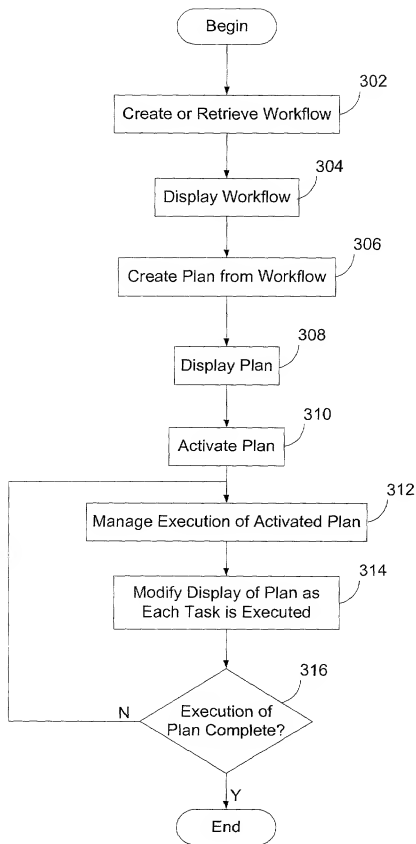 Begin
302
Create or Retrieve Workflow
304
Display Workflow
306
Create Plan from Workflow
308
Display Plan
310
Activate Plan
312
Manage Execution of Activated Plan
314
Modify Display of Plan as
Each Task is Executed
316
Execution of
Plan Complete?
N
Y
End